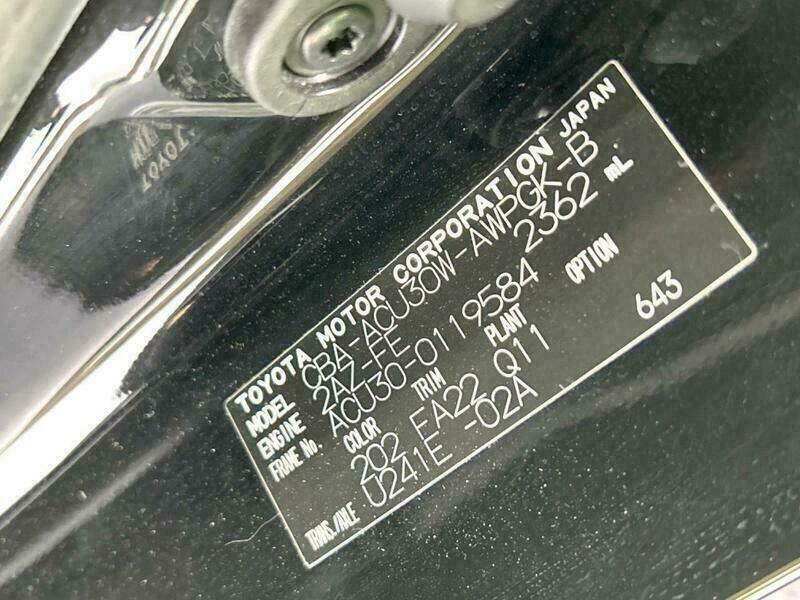 TOYOTA MOTOR CORPORATION JAPAN
MODEL CBA-ACU30W-AWPGK-B
ENGINE 2AZ-FE 2362 mL
FRAME No. ACU30-0119584
COLOR TRIM PLANT OPTION
202 FA22 Q11 643
TRANS./AXLE U241E -02A
TOYOTA